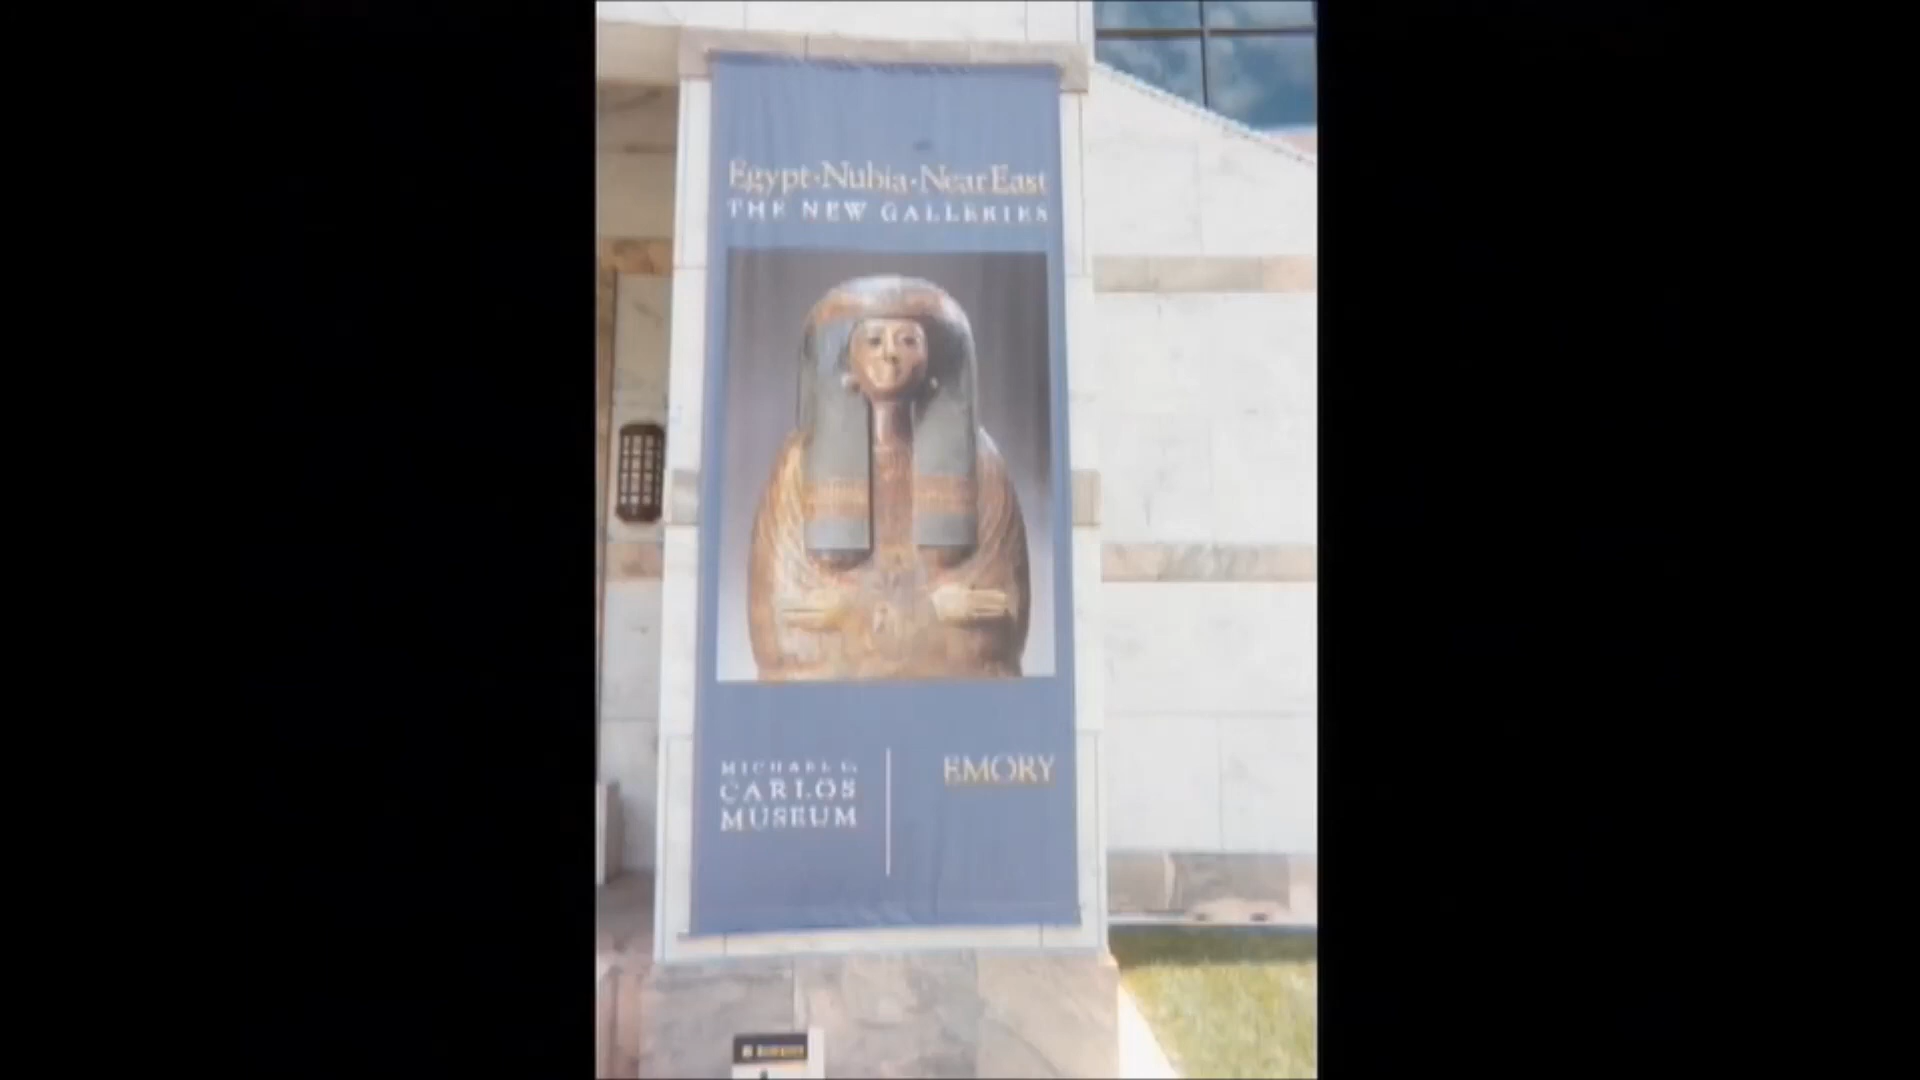 Egypt·Nubia·Near East
THE NEW GALLERIES
MICHAEL C.
CARLOS
MUSEUM
EMORY